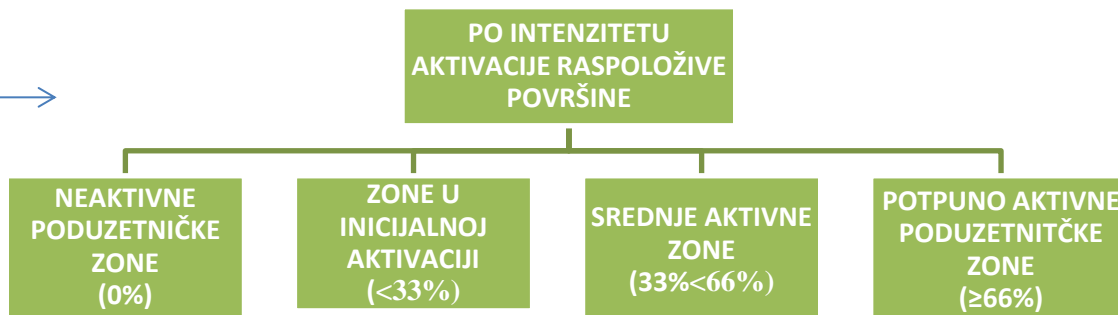 PO INTENZITETU
AKTIVACIJE RASPOLOŽIVE
POVRŠINE
NEAKTIVNE
PODUZETNIČKE
ZONE
(0%)
ZONE U
INICIJALNOJ
AKTIVACIJI
(<33%)
SREDNJE AKTIVNE
ZONE
(33%<66%)
POTPUNO AKTIVNE
PODUZETNITČKE
ZONE
(≥66%)